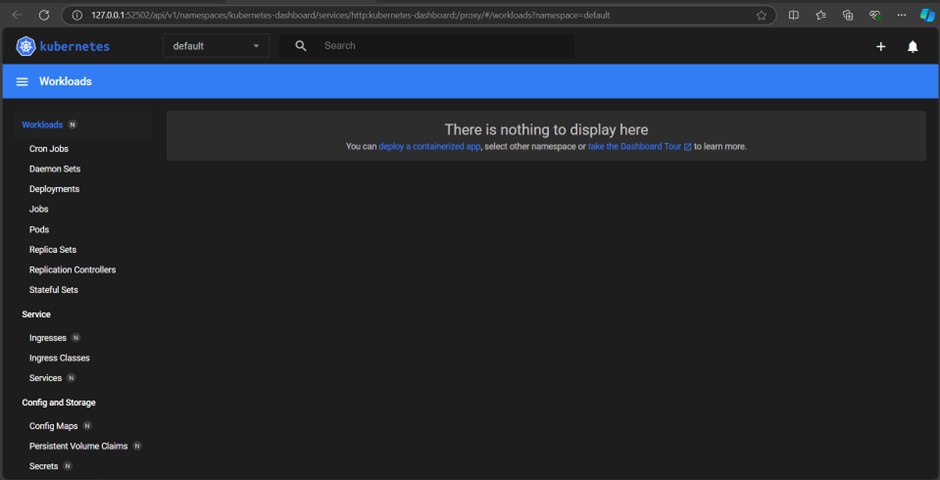 127.0.0.1:52502/api/v1/namespaces/kubernetes-dashboard/services/http:kubernetes-dashboard:/proxy/#/workloads?namespace=default
kubernetes
default
Search
Workloads
Workloads N
There is nothing to display here
You can deploy a containerized app, select other namespace or take the Dashboard Tour to learn more.
Cron Jobs
Daemon Sets
Deployments
Jobs
Pods
Replica Sets
Replication Controllers
Stateful Sets
Service
Ingresses N
Ingress Classes
Services N
Config and Storage
Config Maps N
Persistent Volume Claims N
Secrets N